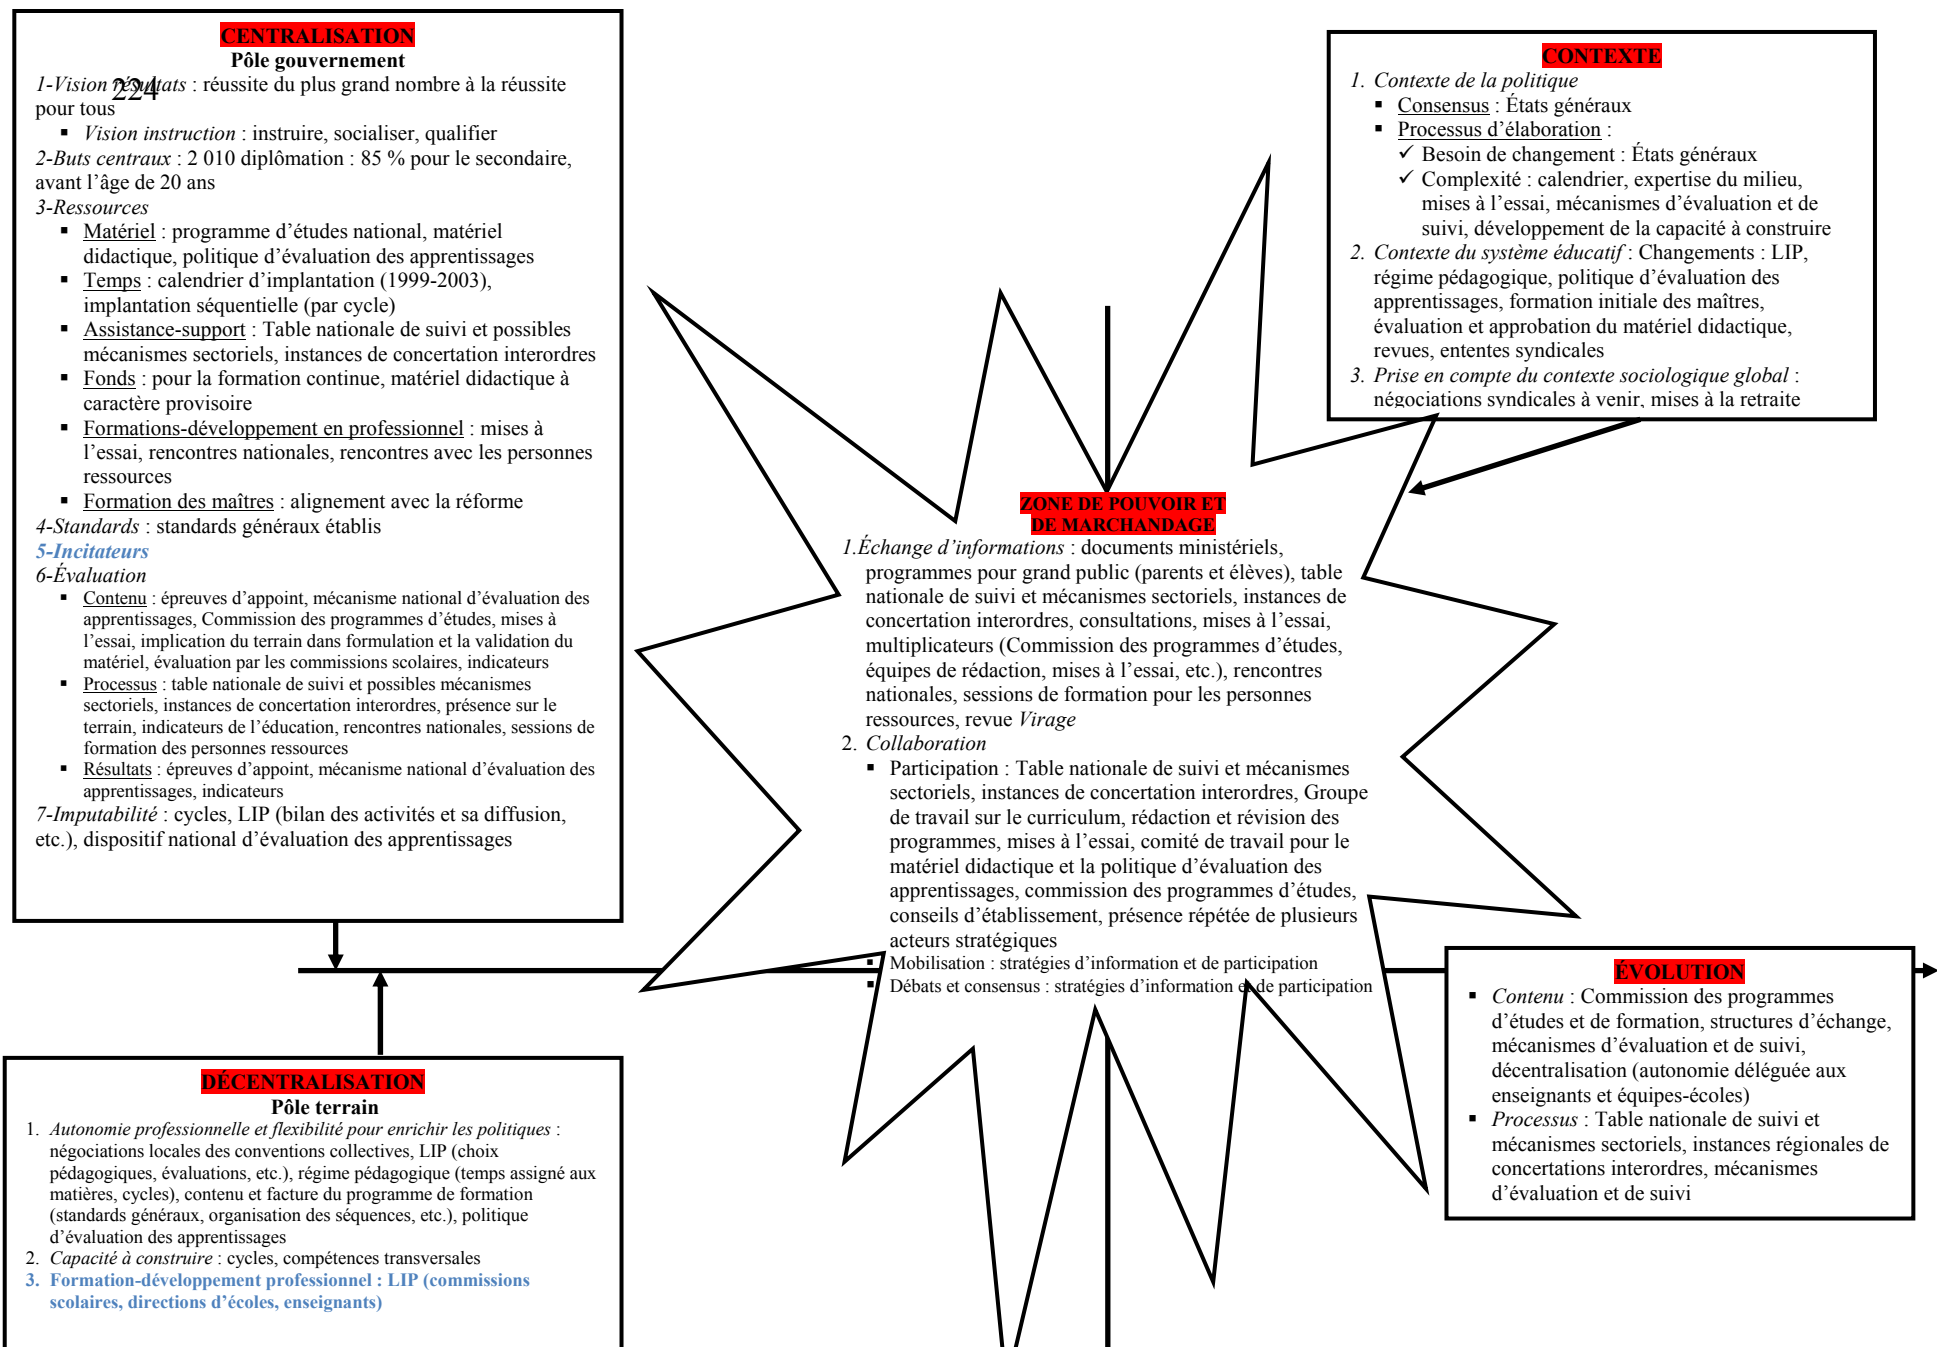 CENTRALISATION
Pôle gouvernement
1-Vision résultats : réussite du plus grand nombre à la réussite
pour tous
224
▪ Vision instruction : instruire, socialiser, qualifier
2-Buts centraux : 2 010 diplômation : 85 % pour le secondaire,
avant l’âge de 20 ans
3-Ressources
▪ Matériel : programme d’études national, matériel
didactique, politique d’évaluation des apprentissages
▪ Temps : calendrier d’implantation (1999-2003),
implantation séquentielle (par cycle)
▪ Assistance-support : Table nationale de suivi et possibles
mécanismes sectoriels, instances de concertation interordres
▪ Fonds : pour la formation continue, matériel didactique à
caractère provisoire
▪ Formations-développement en professionnel : mises à
l’essai, rencontres nationales, rencontres avec les personnes
ressources
▪ Formation des maîtres : alignement avec la réforme
4-Standards : standards généraux établis
5-Incitateurs
6-Évaluation
▪ Contenu : épreuves d’appoint, mécanisme national d’évaluation des
apprentissages, Commission des programmes d’études, mises à
l’essai, implication du terrain dans formulation et la validation du
matériel, évaluation par les commissions scolaires, indicateurs
▪ Processus : table nationale de suivi et possibles mécanismes
sectoriels, instances de concertation interordres, présence sur le
terrain, indicateurs de l’éducation, rencontres nationales, sessions de
formation des personnes ressources
▪ Résultats : épreuves d’appoint, mécanisme national d’évaluation des
apprentissages, indicateurs
7-Imputabilité : cycles, LIP (bilan des activités et sa diffusion,
etc.), dispositif national d’évaluation des apprentissages
CONTEXTE
1. Contexte de la politique
▪ Consensus : États généraux
▪ Processus d’élaboration :
✓ Besoin de changement : États généraux
✓ Complexité : calendrier, expertise du milieu,
mises à l’essai, mécanismes d’évaluation et de
suivi, développement de la capacité à construire
2. Contexte du système éducatif : Changements : LIP,
régime pédagogique, politique d’évaluation des
apprentissages, formation initiale des maîtres,
évaluation et approbation du matériel didactique,
revues, ententes syndicales
3. Prise en compte du contexte sociologique global :
négociations syndicales à venir, mises à la retraite
ZONE DE POUVOIR ET
DE MARCHANDAGE
1.Échange d’informations : documents ministériels,
programmes pour grand public (parents et élèves), table
nationale de suivi et mécanismes sectoriels, instances de
concertation interordres, consultations, mises à l’essai,
multiplicateurs (Commission des programmes d’études,
équipes de rédaction, mises à l’essai, etc.), rencontres
nationales, sessions de formation pour les personnes
ressources, revue Virage
2. Collaboration
▪ Participation : Table nationale de suivi et mécanismes
sectoriels, instances de concertation interordres, Groupe
de travail sur le curriculum, rédaction et révision des
programmes, mises à l’essai, comité de travail pour le
matériel didactique et la politique d’évaluation des
apprentissages, commission des programmes d’études,
conseils d’établissement, présence répétée de plusieurs
acteurs stratégiques
▪ Mobilisation : stratégies d’information et de participation
▪ Débats et consensus : stratégies d’information et de participation
ÉVOLUTION
▪ Contenu : Commission des programmes
d’études et de formation, structures d’échange,
mécanismes d’évaluation et de suivi,
décentralisation (autonomie déléguée aux
enseignants et équipes-écoles)
▪ Processus : Table nationale de suivi et
mécanismes sectoriels, instances régionales de
concertations interordres, mécanismes
d’évaluation et de suivi
DÉCENTRALISATION
Pôle terrain
1. Autonomie professionnelle et flexibilité pour enrichir les politiques :
négociations locales des conventions collectives, LIP (choix
pédagogiques, évaluations, etc.), régime pédagogique (temps assigné aux
matières, cycles), contenu et facture du programme de formation
(standards généraux, organisation des séquences, etc.), politique
d’évaluation des apprentissages
2. Capacité à construire : cycles, compétences transversales
3. Formation-développement professionnel : LIP (commissions
scolaires, directions d’écoles, enseignants)